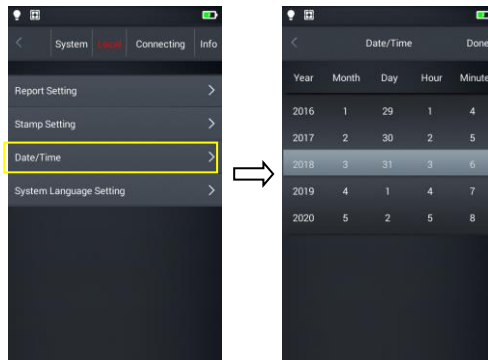 System Local Connecting Info
Report Setting
Stamp Setting
Date/Time
System Language Setting
Date/Time Done
Year Month Day Hour Minute
2016 1 29 1 4
2017 2 30 2 5
2018 3 31 3 6
2019 4 1 4 7
2020 5 2 5 8